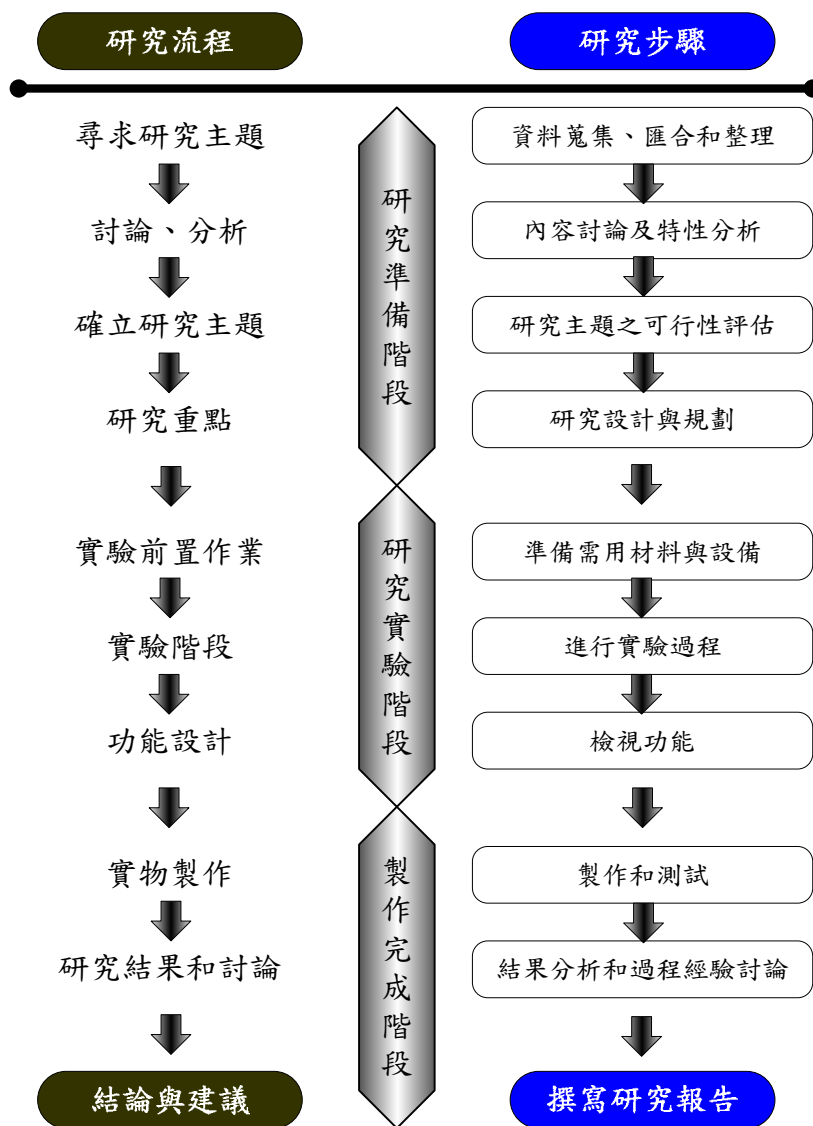 研究流程
研究步驟
尋求研究主題
資料蒐集、匯合和整理
討論、分析
內容討論及特性分析
確立研究主題
研究主題之可行性評估
研究重點
研究設計與規劃
研究準備階段
實驗前置作業
準備需用材料與設備
實驗階段
進行實驗過程
功能設計
檢視功能
研究實驗階段
實物製作
製作和測試
研究結果和討論
結果分析和過程經驗討論
製作完成階段
結論與建議
撰寫研究報告